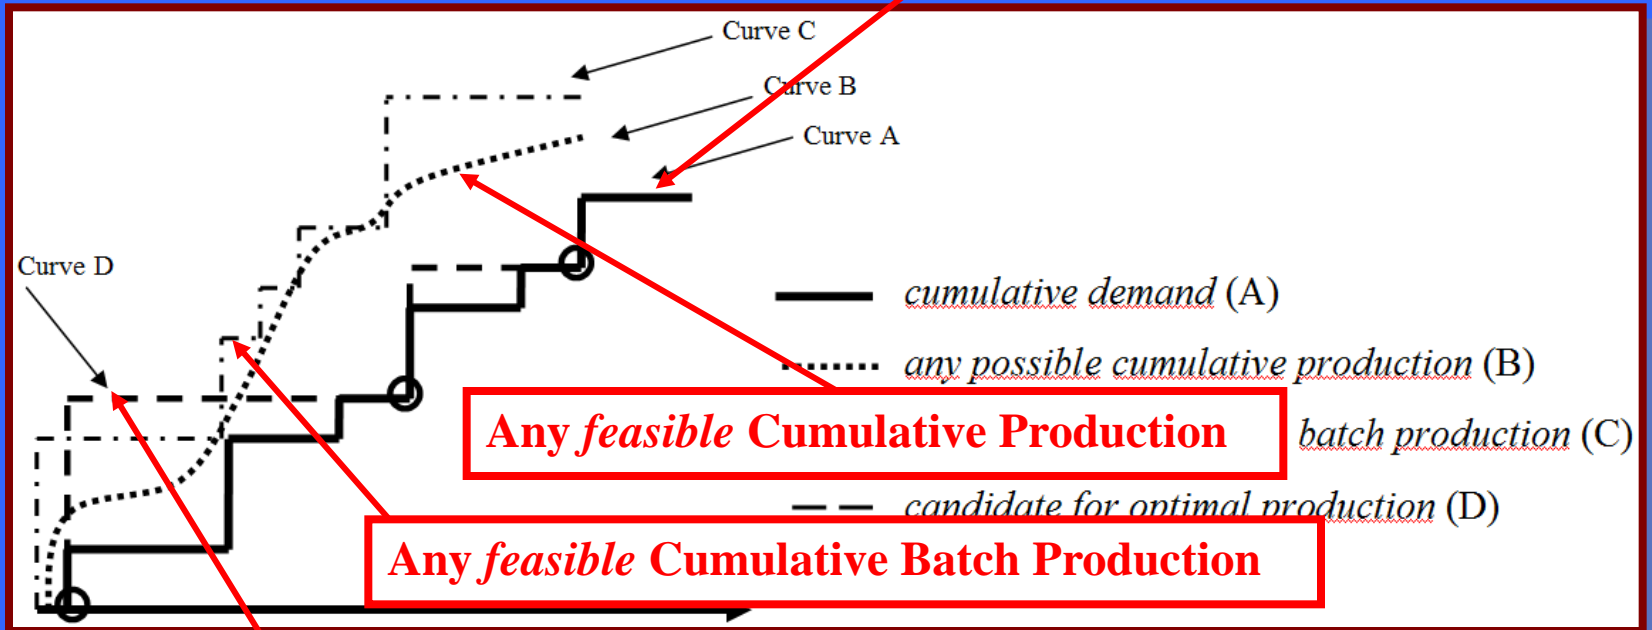 Curve C
Curve B
Curve A
Curve D
cumulative demand (A)
any possible cumulative production (B)
Any feasible Cumulative Production
batch production (C)
candidate for optimal production (D)
Any feasible Cumulative Batch Production